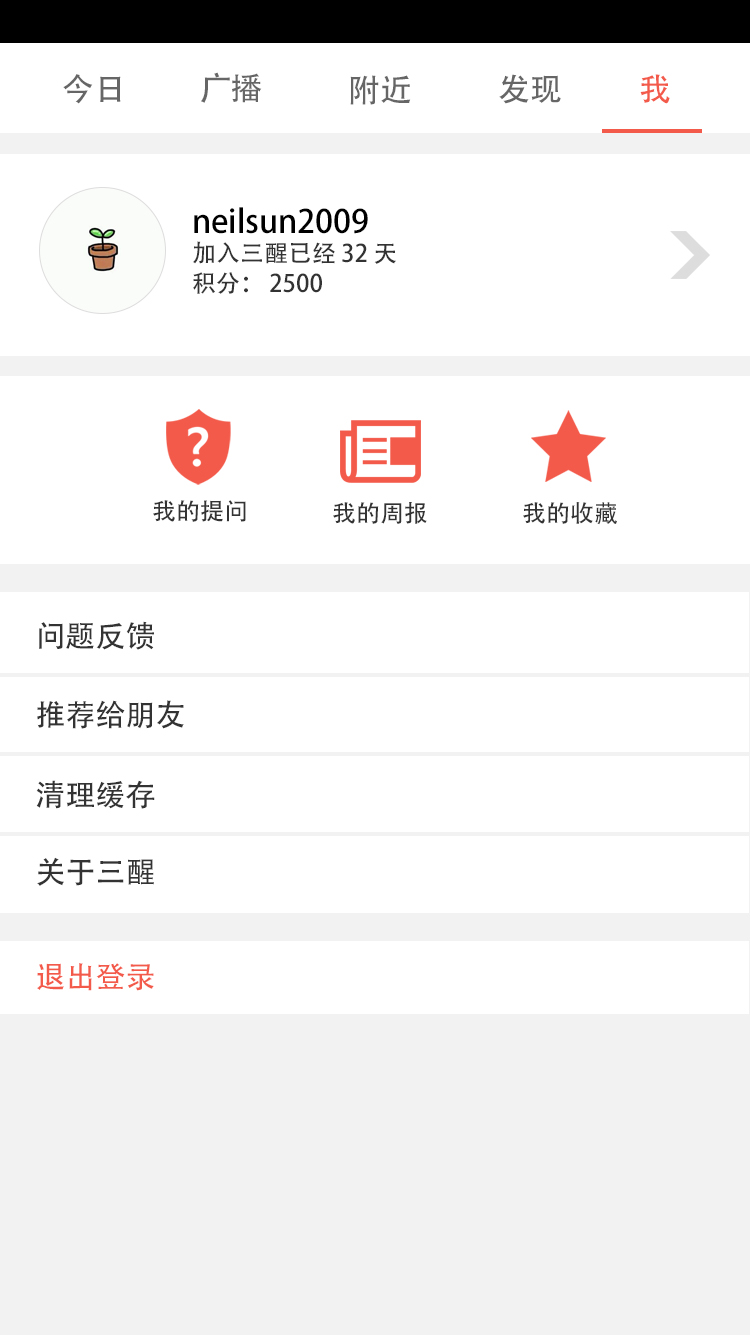 今日 广播 附近 发现 我
neilsun2009
加入三醒已经 32 天
积分： 2500
?
我的提问 我的周报 我的收藏
问题反馈
推荐给朋友
清理缓存
关于三醒
退出登录